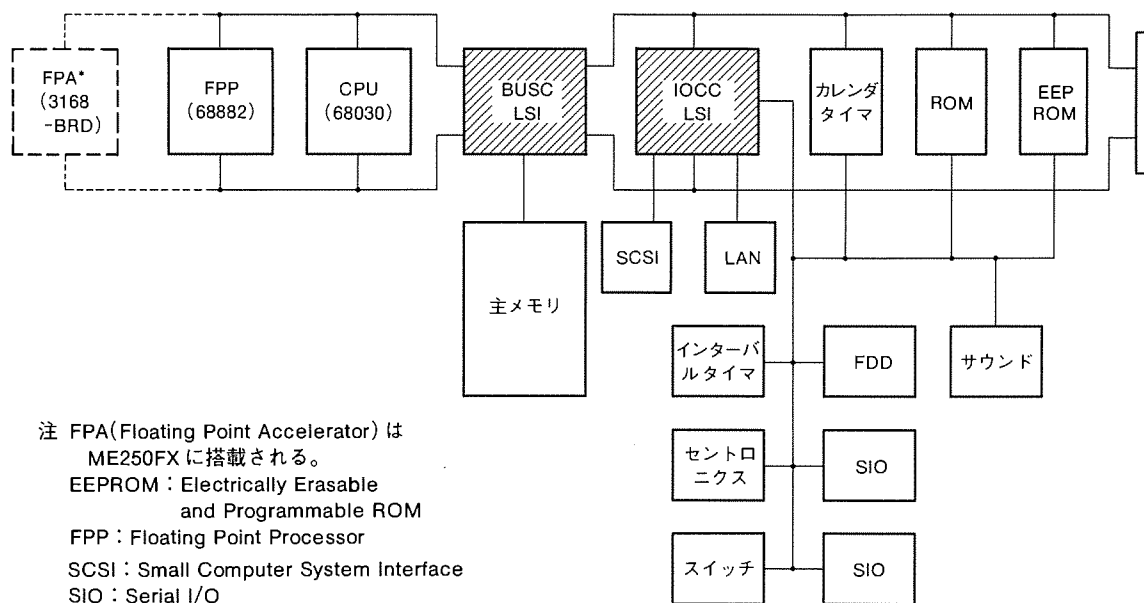 FPA*
(3168
-BRD)
FPP
(68882)
CPU
(68030)
BUSC
LSI
IOCC
LSI
カレンダ
タイマ
ROM
EEP
ROM
主メモリ
SCSI
LAN
インターバ
ルタイマ
FDD
サウンド
セントロ
ニクス
SIO
スイッチ
SIO
注 FPA(Floating Point Accelerator)は
ME250FXに搭載される。
EEPROM:Electrically Erasable
and Programmable ROM
FPP:Floating Point Processor
SCSI:Small Computer System Interface
SIO:Serial I/O